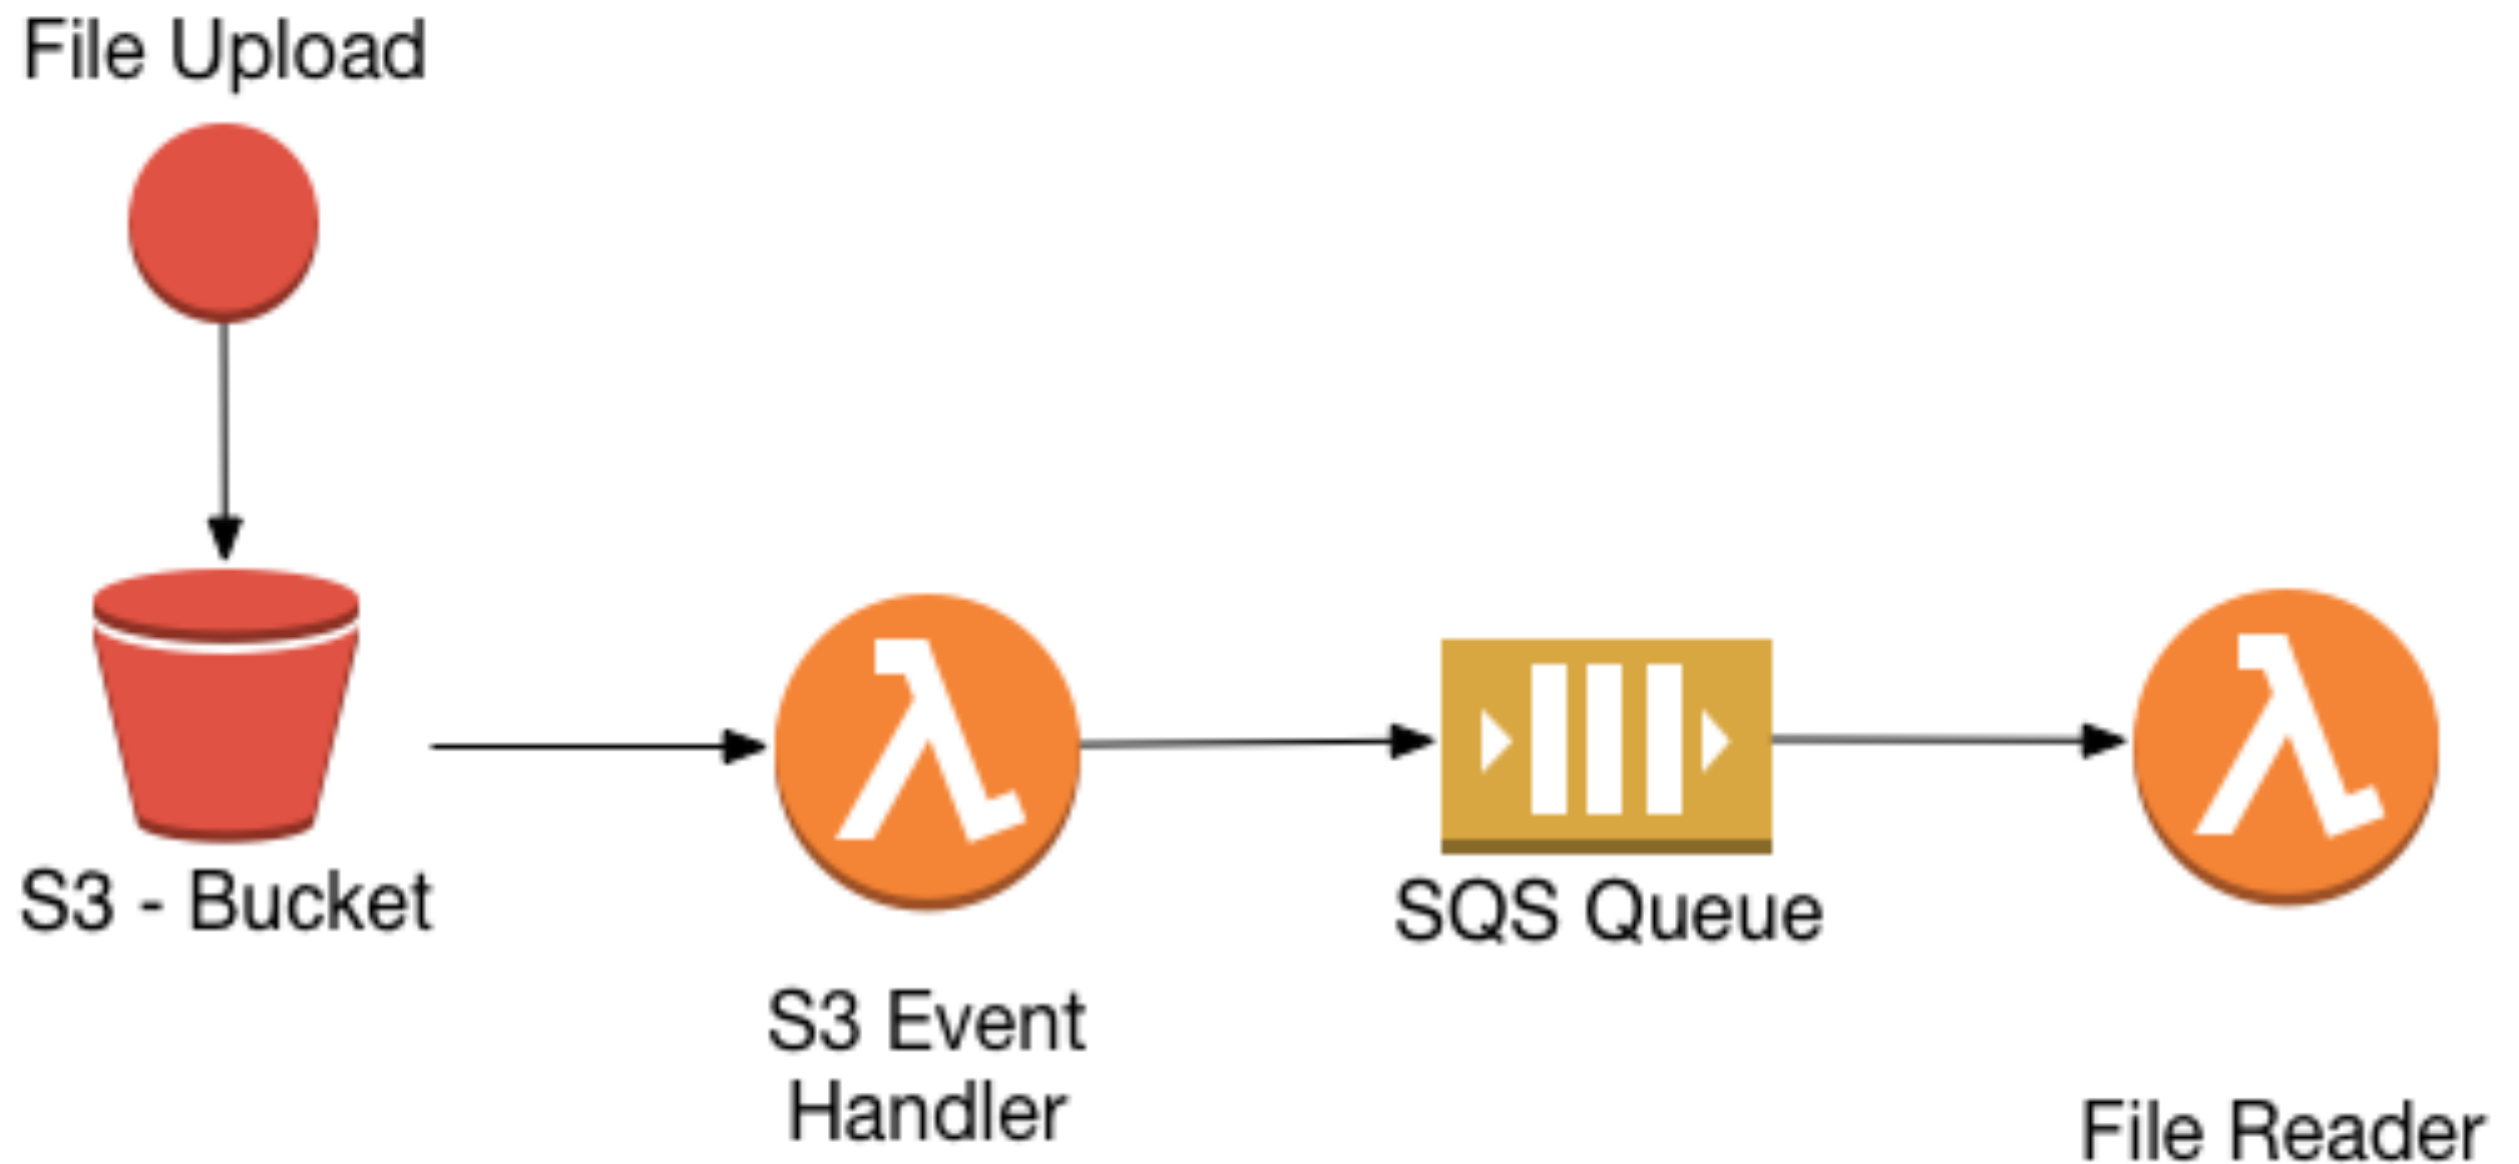 File Upload
S3 - Bucket
S3 Event
Handler
SQS Queue
File Reader